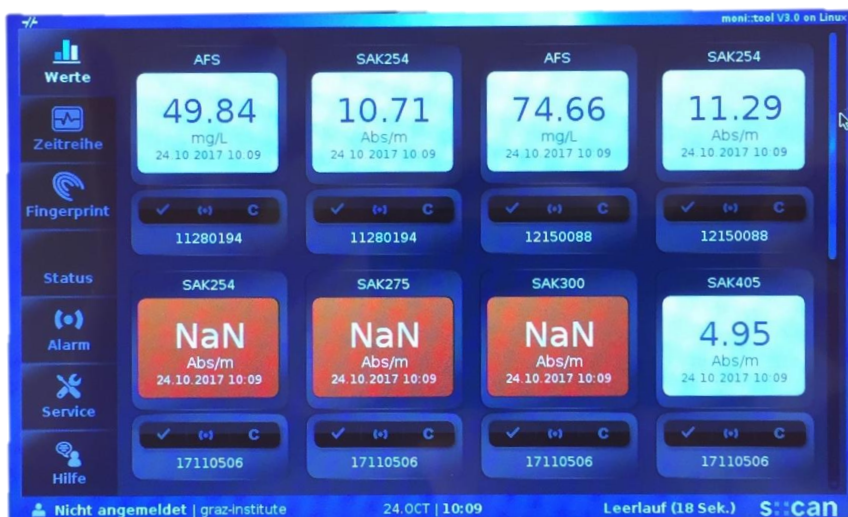 moni::tool V3.0 on Linux
Werte
Zeitreihe
Fingerprint
Status
Alarm
Service
Hilfe
AFS SAK254 AFS SAK254
49.84 10.71 74.66 11.29
mg/L Abs/m mg/L Abs/m
24.10.2017 10:09 24.10.2017 10:09 24.10.2017 10:09 24.10.2017 10:09
C C C C
11280194 11280194 12150088 12150088
SAK254 SAK275 SAK300 SAK405
NaN NaN NaN 4.95
Abs/m Abs/m Abs/m Abs/m
24.10.2017 10:09 24.10.2017 10:09 24.10.2017 10:09 24.10.2017 10:09
C C C C
17110506 17110506 17110506 17110506
Nicht angemeldet | graz-institute 24.OCT | 10:09 Leerlauf (18 Sek.) s::can